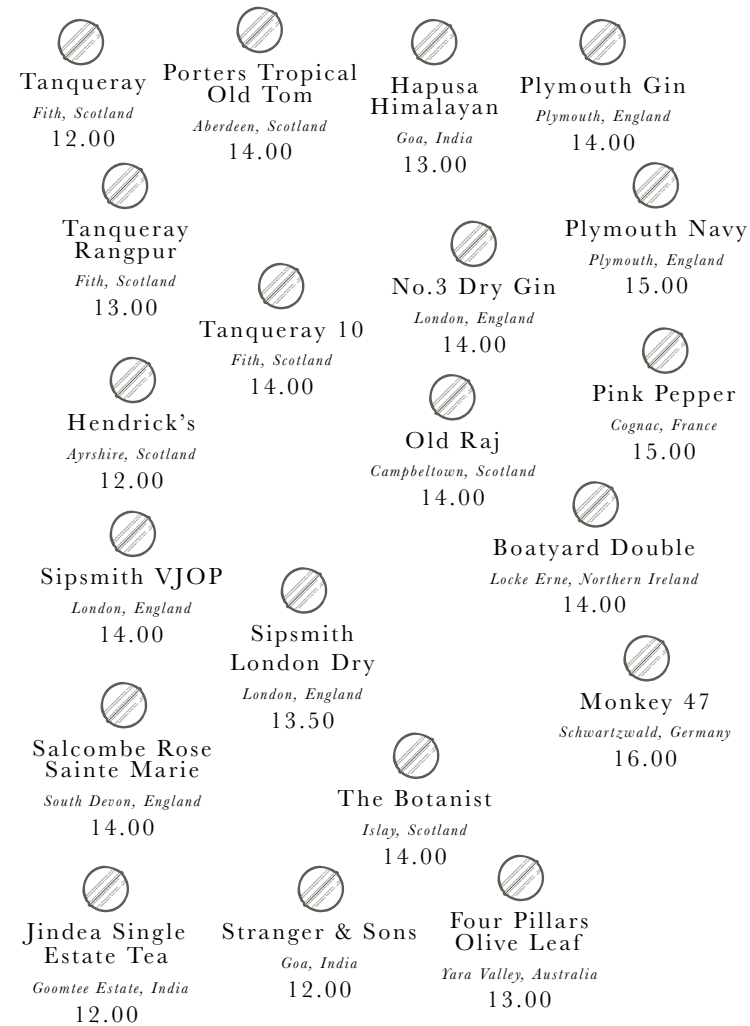 Tanqueray
Fith, Scotland
12.00
Porters Tropical
Old Tom
Aberdeen, Scotland
14.00
Hapusa
Himalayan
Goa, India
13.00
Plymouth Gin
Plymouth, England
14.00
Tanqueray
Rangpur
Fith, Scotland
13.00
Tanqueray 10
Fith, Scotland
14.00
No.3 Dry Gin
London, England
14.00
Plymouth Navy
Plymouth, England
15.00
Hendrick's
Ayrshire, Scotland
12.00
Old Raj
Campbeltown, Scotland
14.00
Pink Pepper
Cognac, France
15.00
Sipsmith VJOP
London, England
14.00
Sipsmith
London Dry
London, England
13.50
Boatyard Double
Locke Erne, Northern Ireland
14.00
Monkey 47
Schwartzwald, Germany
16.00
Salcombe Rose
Sainte Marie
South Devon, England
14.00
The Botanist
Islay, Scotland
14.00
Jindea Single
Estate Tea
Goomtee Estate, India
12.00
Stranger & Sons
Goa, India
12.00
Four Pillars
Olive Leaf
Yara Valley, Australia
13.00